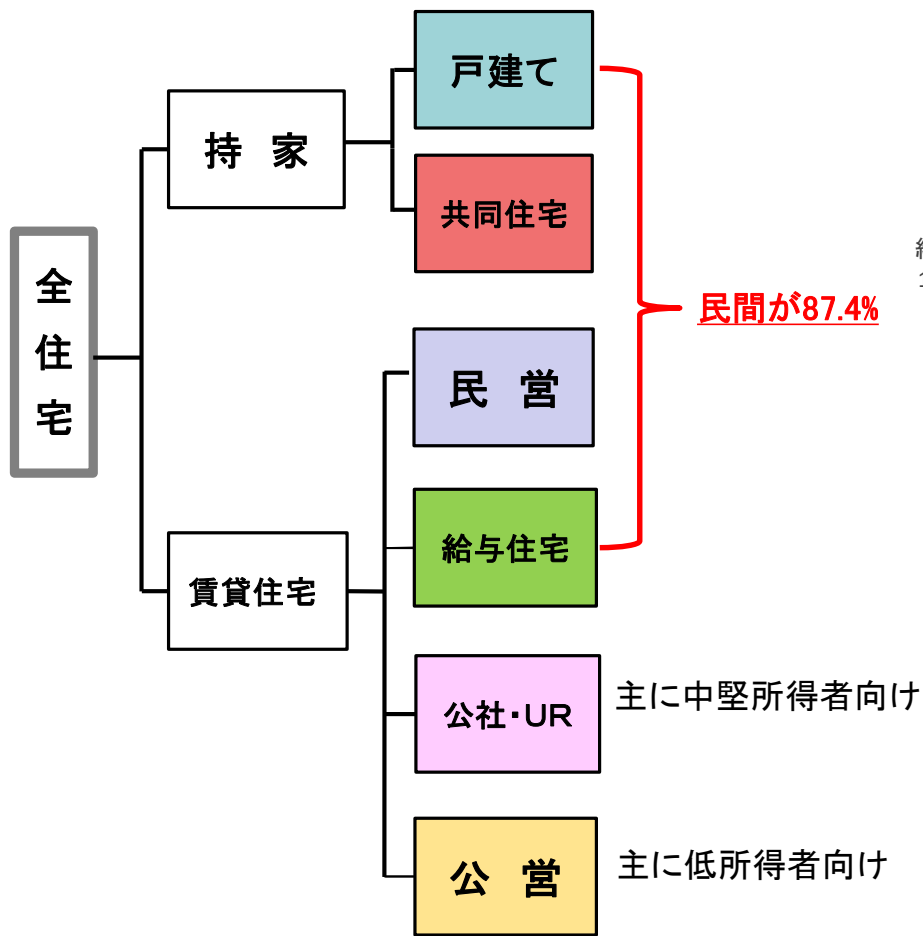 戸建て
持 家
共同住宅
全住宅
民間が87.4%
民 営
給与住宅
賃貸住宅
公社・UR
主に中堅所得者向け
公 営
主に低所得者向け